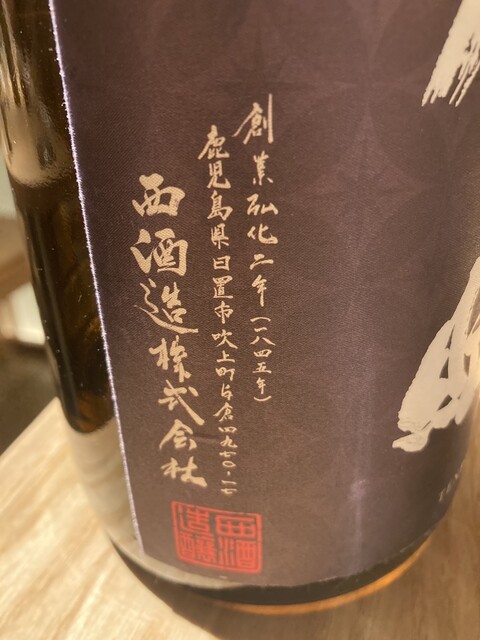 創業弘化二年(一八四五年)
鹿児島県日置市吹上町与倉四九七〇-一七
西酒造株式会社